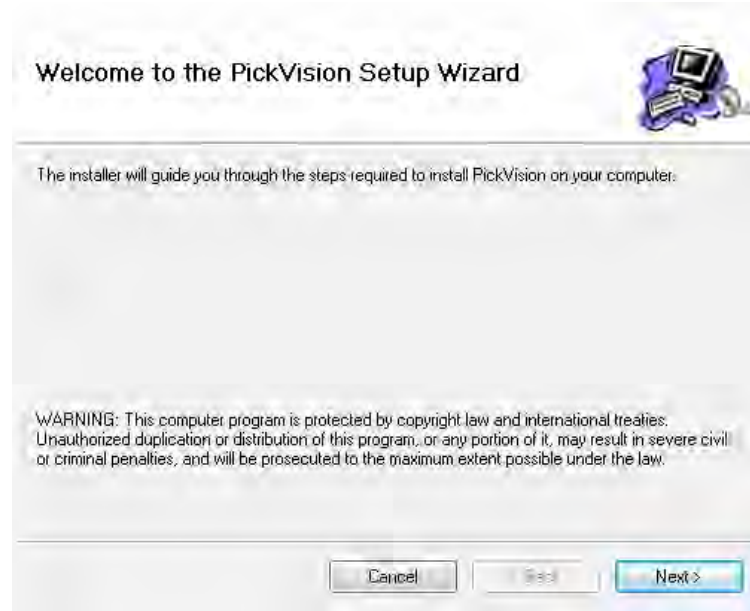 Welcome to the PickVision Setup Wizard
The installer will guide you through the steps required to install PickVision on your computer.
WARNING: This computer program is protected by copyright law and international treaties.
Unauthorized duplication or distribution of this program, or any portion of it, may result in severe civil
or criminal penalties, and will be prosecuted to the maximum extent possible under the law.
Cancel
Next >